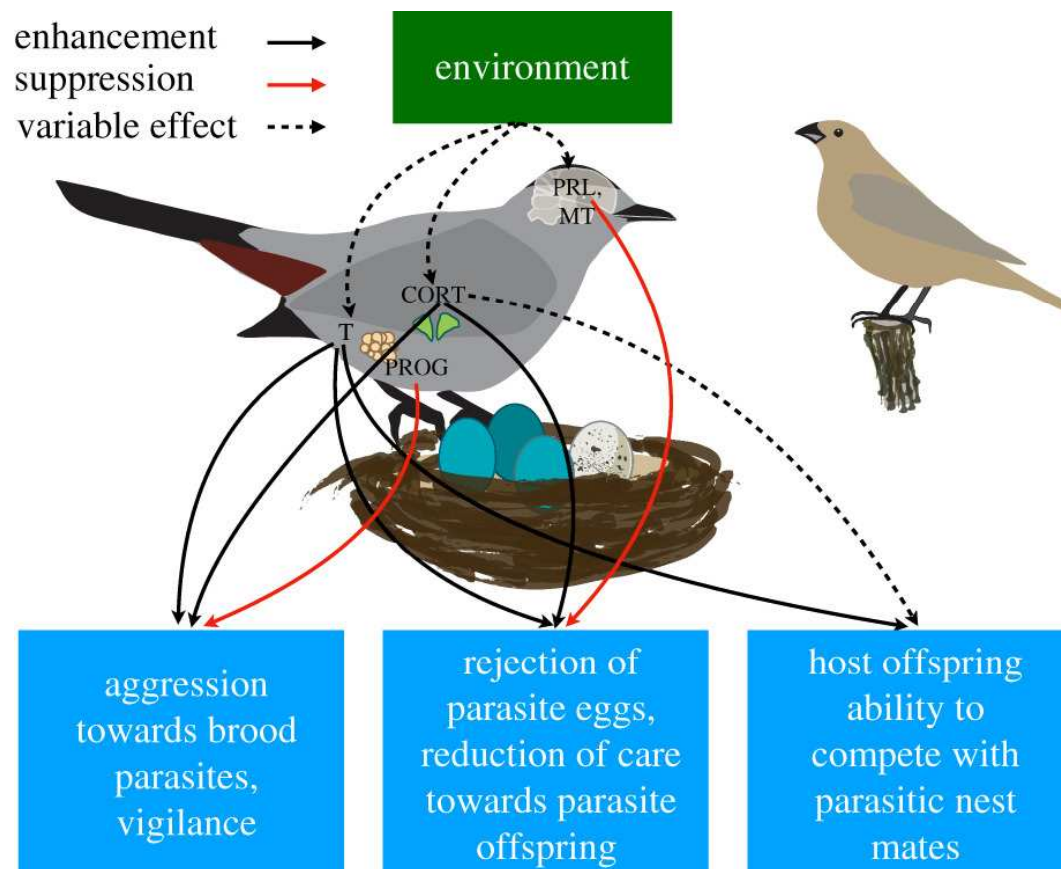 enhancement
suppression
variable effect
environment
PRL,
MT
CORT
T
PROG
aggression
towards brood
parasites,
vigilance
rejection of
parasite eggs,
reduction of care
towards parasite
offspring
host offspring
ability to
compete with
parasitic nest
mates